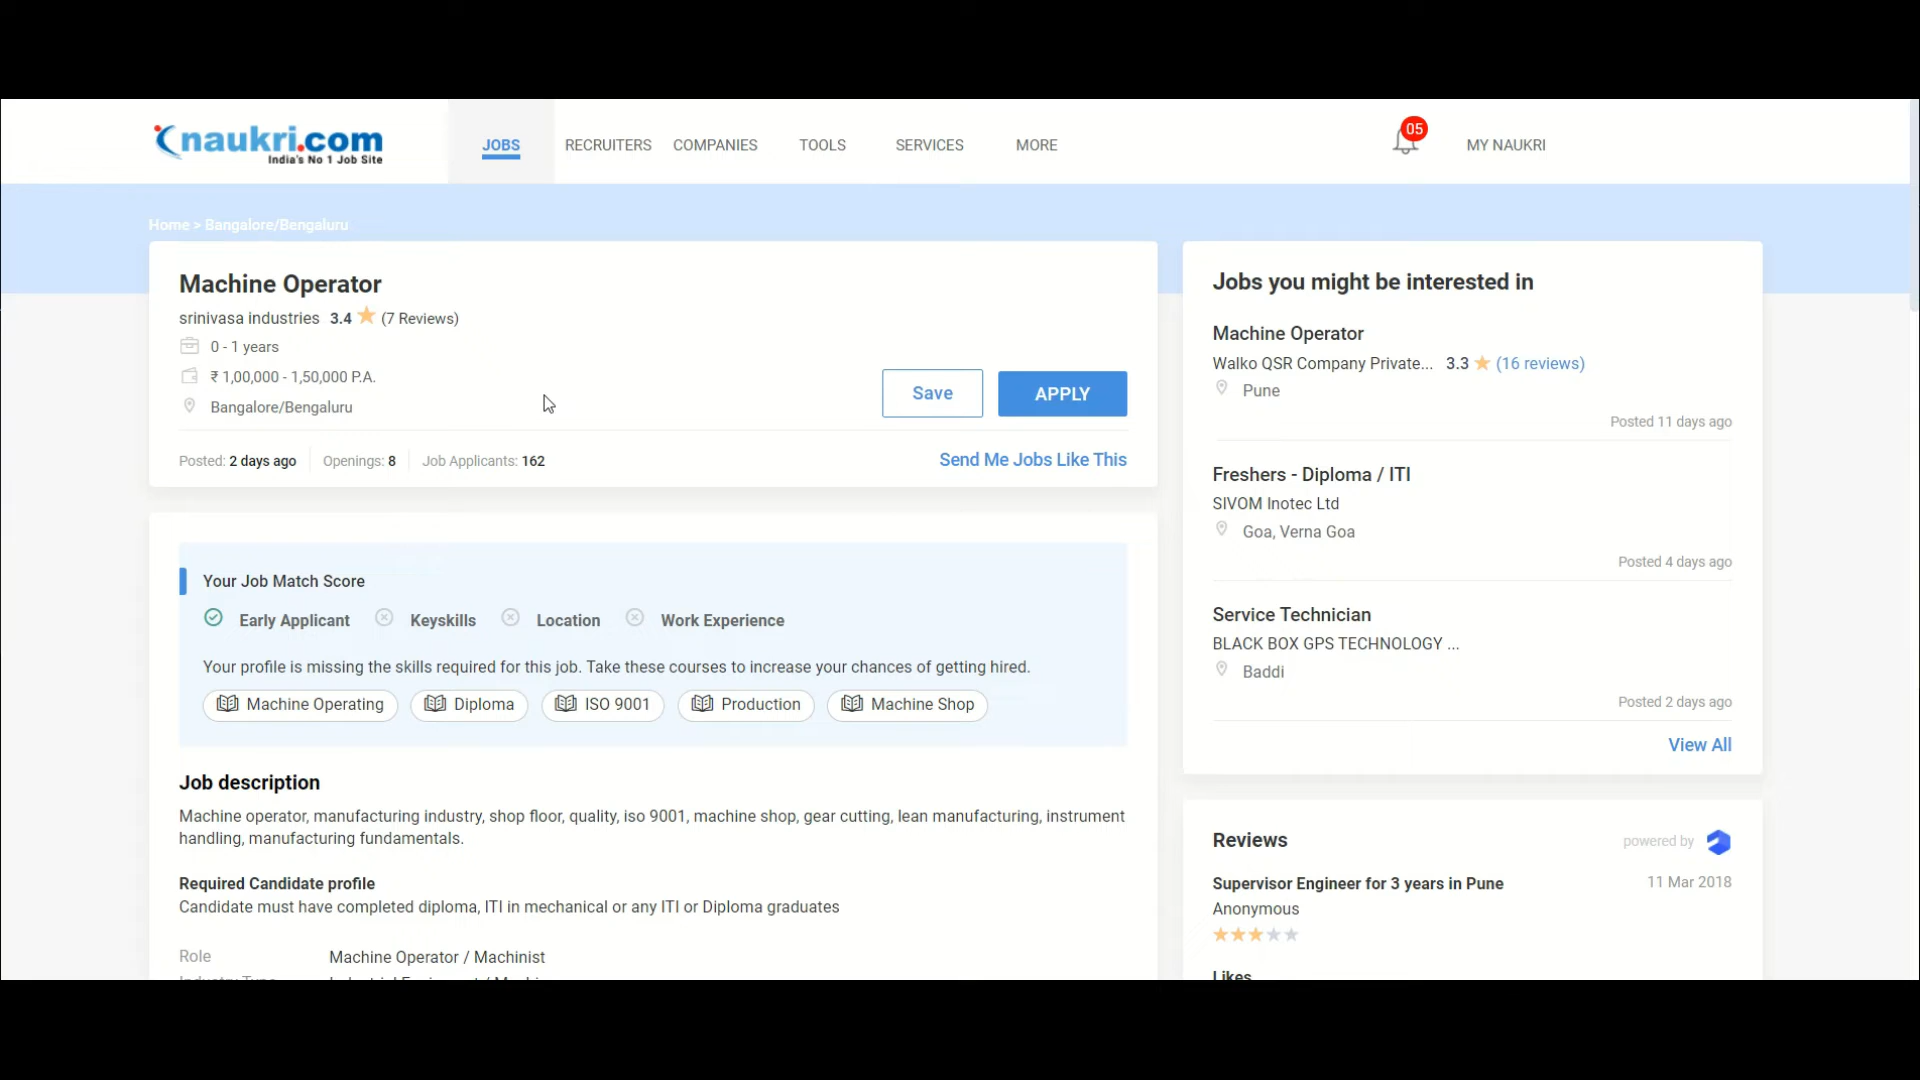 naukri.com
India's No 1 Job Site
JOBS
RECRUITERS
COMPANIES
TOOLS
SERVICES
MORE
05
MY NAUKRI
Home > Bangalore/Bengaluru
Machine Operator
srinivasa industries 3.4 (7 Reviews)
0 - 1 years
₹ 1,00,000 - 1,50,000 P.A.
Bangalore/Bengaluru
Save
APPLY
Posted: 2 days ago
Openings: 8
Job Applicants: 162
Send Me Jobs Like This
Your Job Match Score
Early Applicant
Keyskills
Location
Work Experience
Your profile is missing the skills required for this job. Take these courses to increase your chances of getting hired.
Machine Operating
Diploma
ISO 9001
Production
Machine Shop
Job description
Machine operator, manufacturing industry, shop floor, quality, iso 9001, machine shop, gear cutting, lean manufacturing, instrument
handling, manufacturing fundamentals.
Required Candidate profile
Candidate must have completed diploma, ITI in mechanical or any ITI or Diploma graduates
Role Machine Operator / Machinist
Jobs you might be interested in
Machine Operator
Walko QSR Company Private... 3.3 (16 reviews)
Pune
Posted 11 days ago
Freshers - Diploma / ITI
SIVOM Inotec Ltd
Goa, Verna Goa
Posted 4 days ago
Service Technician
BLACK BOX GPS TECHNOLOGY ...
Baddi
Posted 2 days ago
View All
Reviews
powered by
Supervisor Engineer for 3 years in Pune
11 Mar 2018
Anonymous
Likes